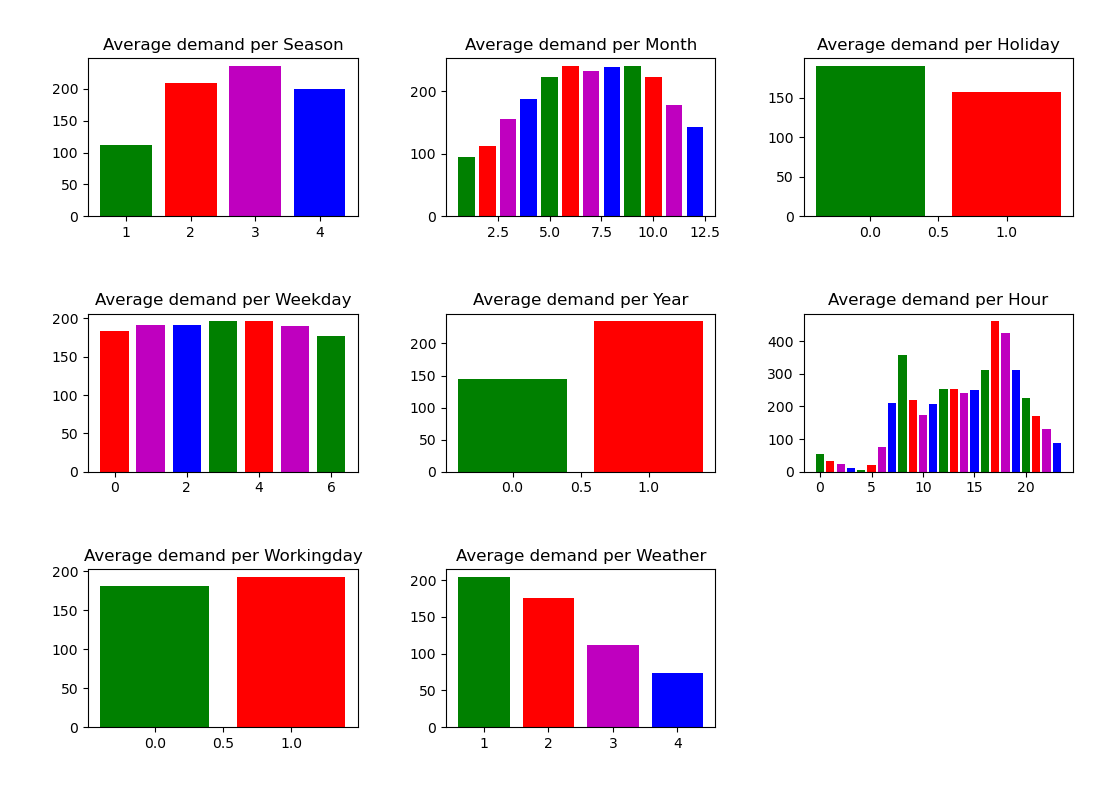 Average demand per Season
200
150
100
50
0
1 2 3 4
Average demand per Month
200
100
0
2.5 5.0 7.5 10.0 12.5
Average demand per Holiday
150
100
50
0
0.0 0.5 1.0
Average demand per Weekday
200
150
100
50
0
0 2 4 6
Average demand per Year
200
150
100
50
0
0.0 0.5 1.0
Average demand per Hour
400
300
200
100
0
0 5 10 15 20
Average demand per Workingday
200
150
100
50
0
0.0 0.5 1.0
Average demand per Weather
200
150
100
50
0
1 2 3 4